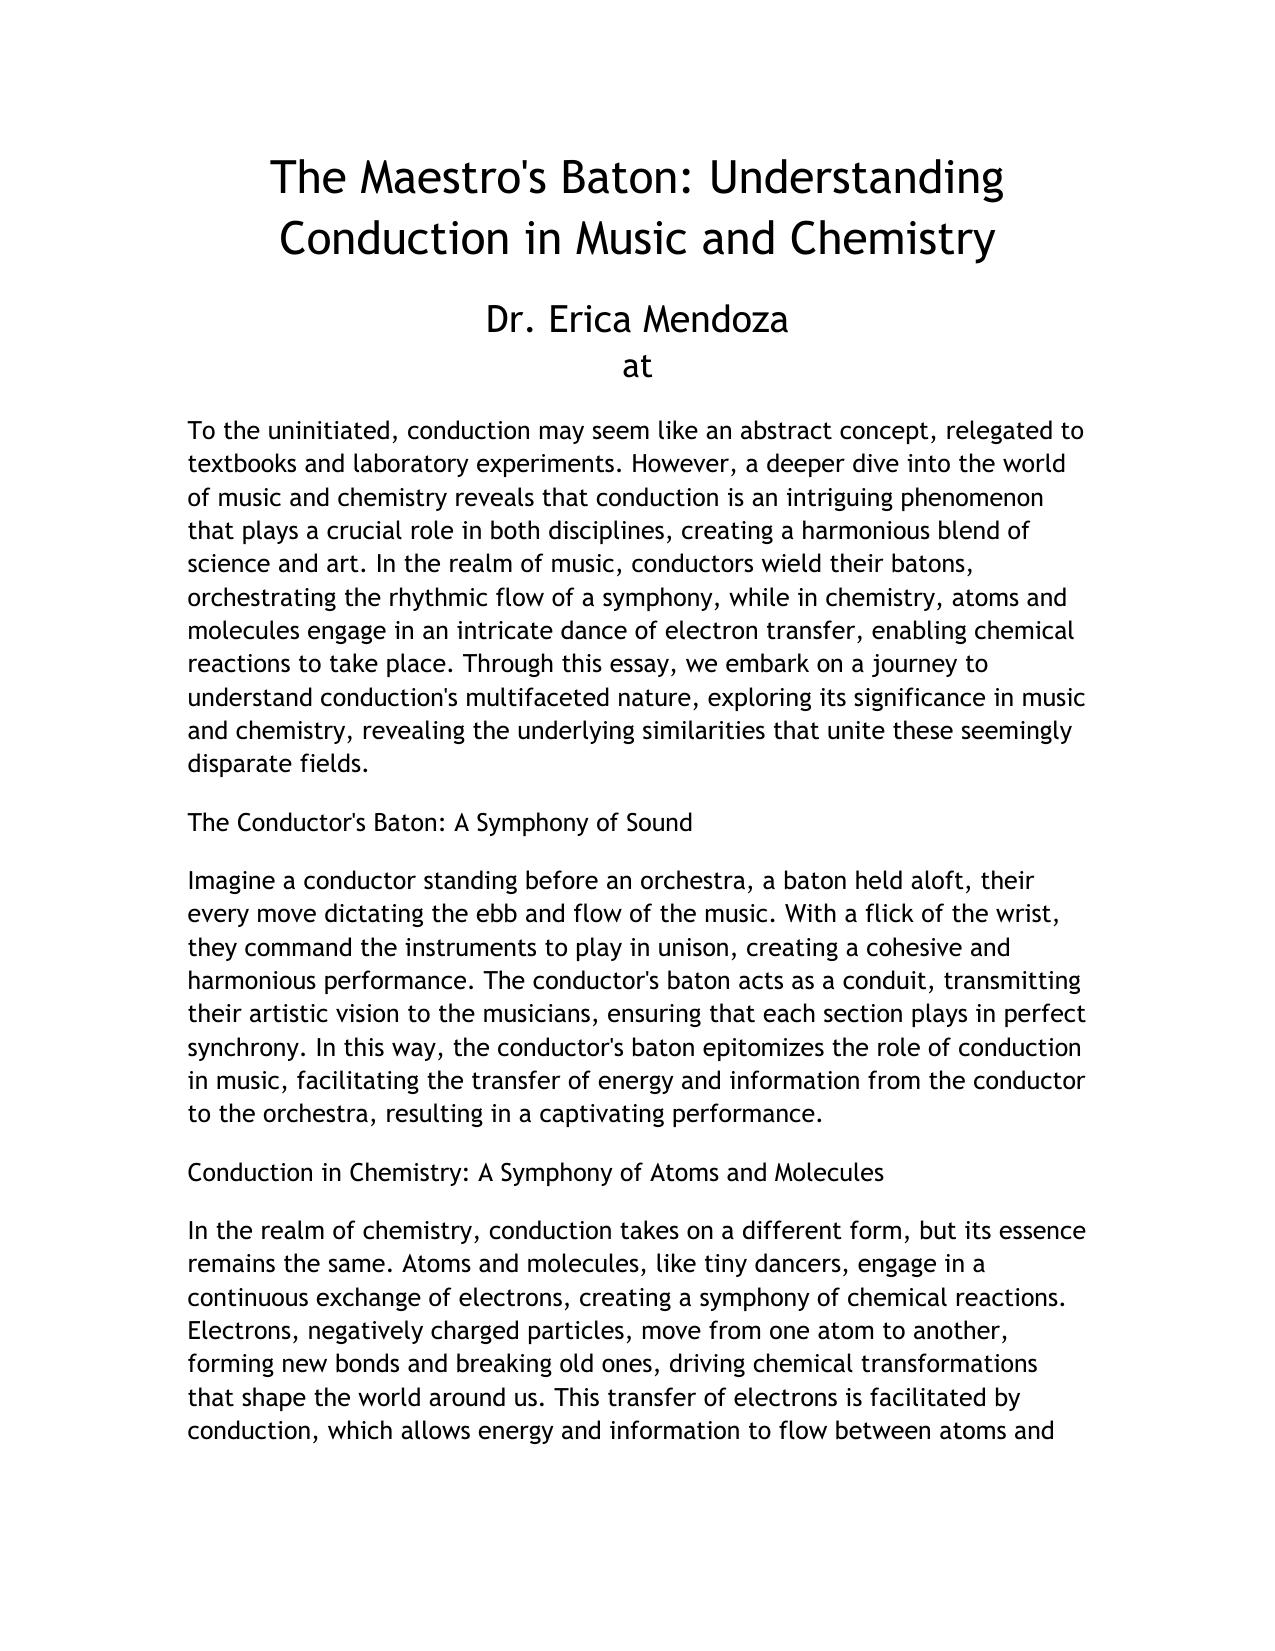 The Maestro's Baton: Understanding
Conduction in Music and Chemistry
Dr. Erica Mendoza
at
To the uninitiated, conduction may seem like an abstract concept, relegated to
textbooks and laboratory experiments. However, a deeper dive into the world
of music and chemistry reveals that conduction is an intriguing phenomenon
that plays a crucial role in both disciplines, creating a harmonious blend of
science and art. In the realm of music, conductors wield their batons,
orchestrating the rhythmic flow of a symphony, while in chemistry, atoms and
molecules engage in an intricate dance of electron transfer, enabling chemical
reactions to take place. Through this essay, we embark on a journey to
understand conduction's multifaceted nature, exploring its significance in music
and chemistry, revealing the underlying similarities that unite these seemingly
disparate fields.
The Conductor's Baton: A Symphony of Sound
Imagine a conductor standing before an orchestra, a baton held aloft, their
every move dictating the ebb and flow of the music. With a flick of the wrist,
they command the instruments to play in unison, creating a cohesive and
harmonious performance. The conductor's baton acts as a conduit, transmitting
their artistic vision to the musicians, ensuring that each section plays in perfect
synchrony. In this way, the conductor's baton epitomizes the role of conduction
in music, facilitating the transfer of energy and information from the conductor
to the orchestra, resulting in a captivating performance.
Conduction in Chemistry: A Symphony of Atoms and Molecules
In the realm of chemistry, conduction takes on a different form, but its essence
remains the same. Atoms and molecules, like tiny dancers, engage in a
continuous exchange of electrons, creating a symphony of chemical reactions.
Electrons, negatively charged particles, move from one atom to another,
forming new bonds and breaking old ones, driving chemical transformations
that shape the world around us. This transfer of electrons is facilitated by
conduction, which allows energy and information to flow between atoms and